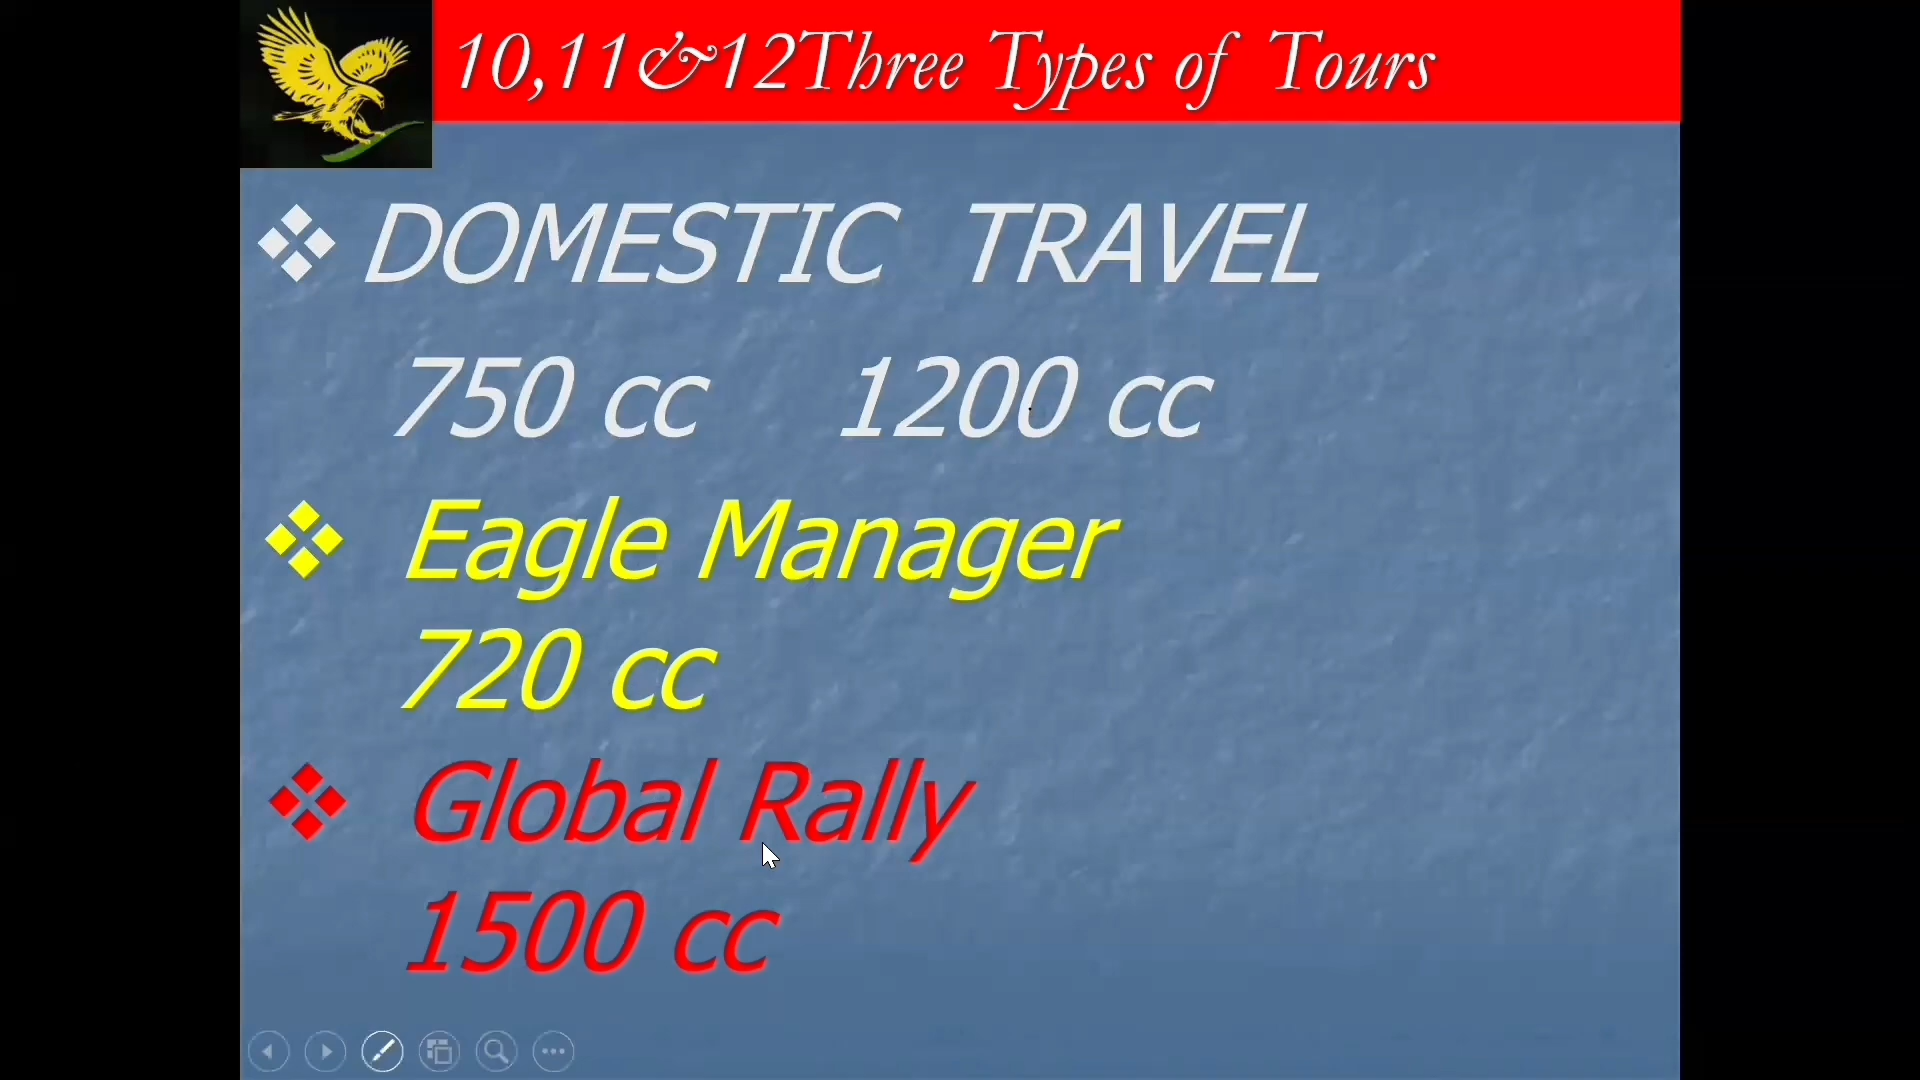 10,11&12Three Types of Tours
DOMESTIC TRAVEL
750 cc 1200 cc
Eagle Manager
720 cc
Global Rally
1500 cc